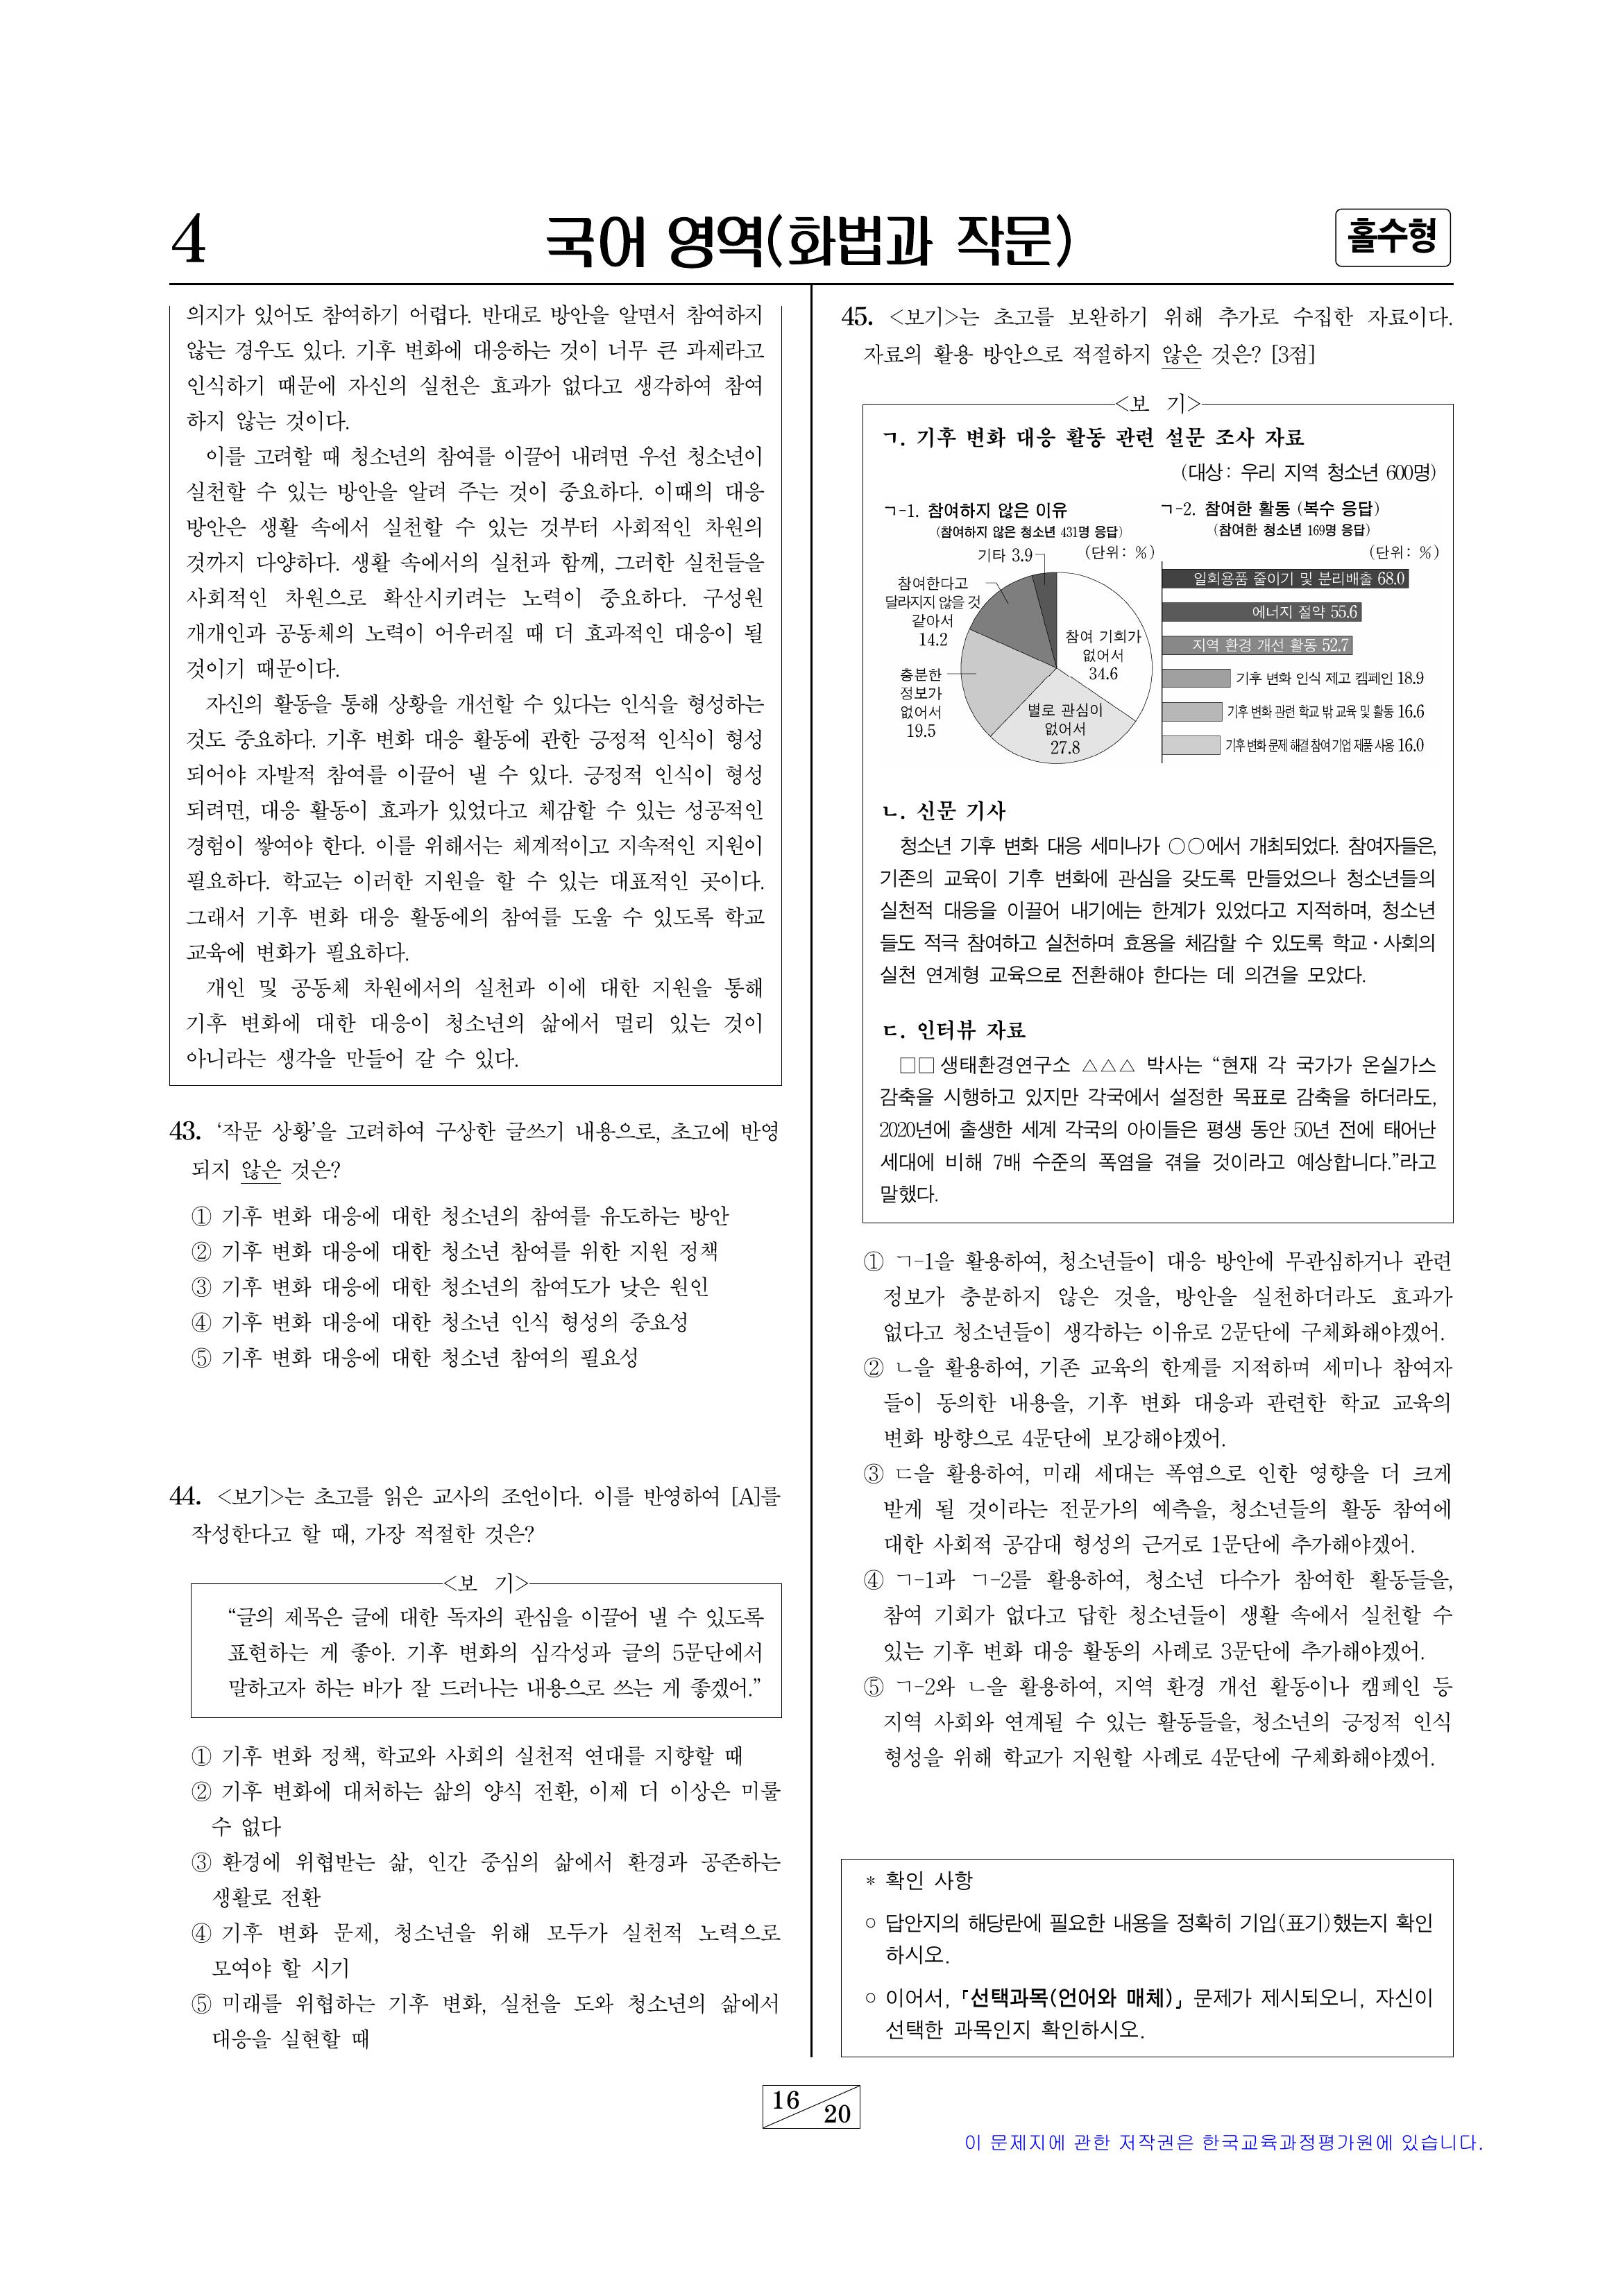 4
국어 영역(화법과 작문)
홀수형
의지가 있어도 참여하기 어렵다. 반대로 방안을 알면서 참여하지
않는 경우도 있다. 기후 변화에 대응하는 것이 너무 큰 과제라고
인식하기 때문에 자신의 실천은 효과가 없다고 생각하여 참여
하지 않는 것이다.
이를 고려할 때 청소년의 참여를 이끌어 내려면 우선 청소년이
실천할 수 있는 방안을 알려 주는 것이 중요하다. 이때의 대응
방안은 생활 속에서 실천할 수 있는 것부터 사회적인 차원의
것까지 다양하다. 생활 속에서의 실천과 함께, 그러한 실천들을
사회적인 차원으로 확산시키려는 노력이 중요하다. 구성원
개개인과 공동체의 노력이 어우러질 때 더 효과적인 대응이 될
것이기 때문이다.
자신의 활동을 통해 상황을 개선할 수 있다는 인식을 형성하는
것도 중요하다. 기후 변화 대응 활동에 관한 긍정적 인식이 형성
되어야 자발적 참여를 이끌어 낼 수 있다. 긍정적 인식이 형성
되려면, 대응 활동이 효과가 있었다고 체감할 수 있는 성공적인
경험이 쌓여야 한다. 이를 위해서는 체계적이고 지속적인 지원이
필요하다. 학교는 이러한 지원을 할 수 있는 대표적인 곳이다.
그래서 기후 변화 대응 활동에의 참여를 도울 수 있도록 학교
교육에 변화가 필요하다.
개인 및 공동체 차원에서의 실천과 이에 대한 지원을 통해
기후 변화에 대한 대응이 청소년의 삶에서 멀리 있는 것이
아니라는 생각을 만들어 갈 수 있다.
43. ‘작문 상황’을 고려하여 구상한 글쓰기 내용으로, 초고에 반영
되지 않은 것은?
① 기후 변화 대응에 대한 청소년의 참여를 유도하는 방안
② 기후 변화 대응에 대한 청소년 참여를 위한 지원 정책
③ 기후 변화 대응에 대한 청소년의 참여도가 낮은 원인
④ 기후 변화 대응에 대한 청소년 인식 형성의 중요성
⑤ 기후 변화 대응에 대한 청소년 참여의 필요성
44. <보기>는 초고를 읽은 교사의 조언이다. 이를 반영하여 [A]를
작성한다고 할 때, 가장 적절한 것은?
<보 기>
“글의 제목은 글에 대한 독자의 관심을 이끌어 낼 수 있도록
표현하는 게 좋아. 기후 변화의 심각성과 글의 5문단에서
말하고자 하는 바가 잘 드러나는 내용으로 쓰는 게 좋겠어.”
① 기후 변화 정책, 학교와 사회의 실천적 연대를 지향할 때
② 기후 변화에 대처하는 삶의 양식 전환, 이제 더 이상은 미룰
수 없다
③ 환경에 위협받는 삶, 인간 중심의 삶에서 환경과 공존하는
생활로 전환
④ 기후 변화 문제, 청소년을 위해 모두가 실천적 노력으로
모여야 할 시기
⑤ 미래를 위협하는 기후 변화, 실천을 도와 청소년의 삶에서
대응을 실현할 때
45. <보기>는 초고를 보완하기 위해 추가로 수집한 자료이다.
자료의 활용 방안으로 적절하지 않은 것은? [3점]
<보 기>
ㄱ. 기후 변화 대응 활동 관련 설문 조사 자료
(대상: 우리 지역 청소년 600명)
ㄱ-1. 참여하지 않은 이유
(참여하지 않은 청소년 431명 응답)
(단위: %)
기타 3.9
참여한다고
달라지지 않을 것
같아서
14.2
충분한
정보가
없어서
19.5
참여 기회가
없어서
34.6
별로 관심이
없어서
27.8
ㄱ-2. 참여한 활동 (복수 응답)
(참여한 청소년 169명 응답)
(단위: %)
일회용품 줄이기 및 분리배출 68.0
에너지 절약 55.6
지역 환경 개선 활동 52.7
기후 변화 인식 제고 캠페인 18.9
기후 변화 관련 학교 밖 교육 및 활동 16.6
기후 변화 문제 해결 참여 기업 제품 사용 16.0
ㄴ. 신문 기사
청소년 기후 변화 대응 세미나가 ○○에서 개최되었다. 참여자들은,
기존의 교육이 기후 변화에 관심을 갖도록 만들었으나 청소년들의
실천적 대응을 이끌어 내기에는 한계가 있었다고 지적하며, 청소년
들도 적극 참여하고 실천하며 효용을 체감할 수 있도록 학교·사회의
실천 연계형 교육으로 전환해야 한다는 데 의견을 모았다.
ㄷ. 인터뷰 자료
□□ 생태환경연구소 △△△ 박사는 “현재 각 국가가 온실가스
감축을 시행하고 있지만 각국에서 설정한 목표로 감축을 하더라도,
2020년에 출생한 세계 각국의 아이들은 평생 동안 50년 전에 태어난
세대에 비해 7배 수준의 폭염을 겪을 것이라고 예상합니다.”라고
말했다.
① ㄱ-1을 활용하여, 청소년들이 대응 방안에 무관심하거나 관련
정보가 충분하지 않은 것을, 방안을 실천하더라도 효과가
없다고 청소년들이 생각하는 이유로 2문단에 구체화해야겠어.
② ㄴ을 활용하여, 기존 교육의 한계를 지적하며 세미나 참여자
들이 동의한 내용을, 기후 변화 대응과 관련한 학교 교육의
변화 방향으로 4문단에 보강해야겠어.
③ ㄷ을 활용하여, 미래 세대는 폭염으로 인한 영향을 더 크게
받게 될 것이라는 전문가의 예측을, 청소년들의 활동 참여에
대한 사회적 공감대 형성의 근거로 1문단에 추가해야겠어.
④ ㄱ-1과 ㄱ-2를 활용하여, 청소년 다수가 참여한 활동들을,
참여 기회가 없다고 답한 청소년들이 생활 속에서 실천할 수
있는 기후 변화 대응 활동의 사례로 3문단에 추가해야겠어.
⑤ ㄱ-2와 ㄴ을 활용하여, 지역 환경 개선 활동이나 캠페인 등
지역 사회와 연계될 수 있는 활동들을, 청소년의 긍정적 인식
형성을 위해 학교가 지원할 사례로 4문단에 구체화해야겠어.
* 확인 사항
○ 답안지의 해당란에 필요한 내용을 정확히 기입(표기)했는지 확인
하시오.
○ 이어서, 「선택과목(언어와 매체)」 문제가 제시되오니, 자신이
선택한 과목인지 확인하시오.
16
20
이 문제지에 관한 저작권은 한국교육과정평가원에 있습니다.